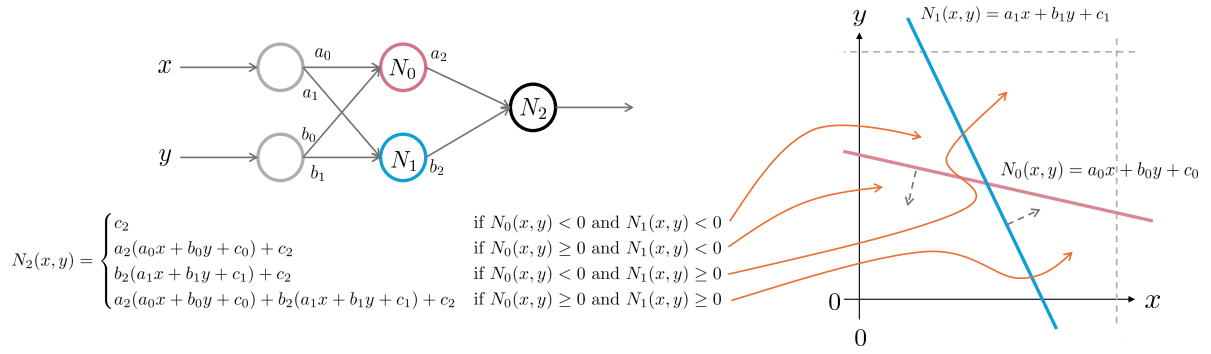 x
y
a₀
a₁
b₀
b₁
N₀
N₁
a₂
b₂
N₂
N₂(x, y) = {
c₂ if N₀(x, y) < 0 and N₁(x, y) < 0
a₂(a₀x + b₀y + c₀) + c₂ if N₀(x, y) ≥ 0 and N₁(x, y) < 0
b₂(a₁x + b₁y + c₁) + c₂ if N₀(x, y) < 0 and N₁(x, y) ≥ 0
a₂(a₀x + b₀y + c₀) + b₂(a₁x + b₁y + c₁) + c₂ if N₀(x, y) ≥ 0 and N₁(x, y) ≥ 0
y
N₁(x, y) = a₁x + b₁y + c₁
N₀(x, y) = a₀x + b₀y + c₀
0
x
0